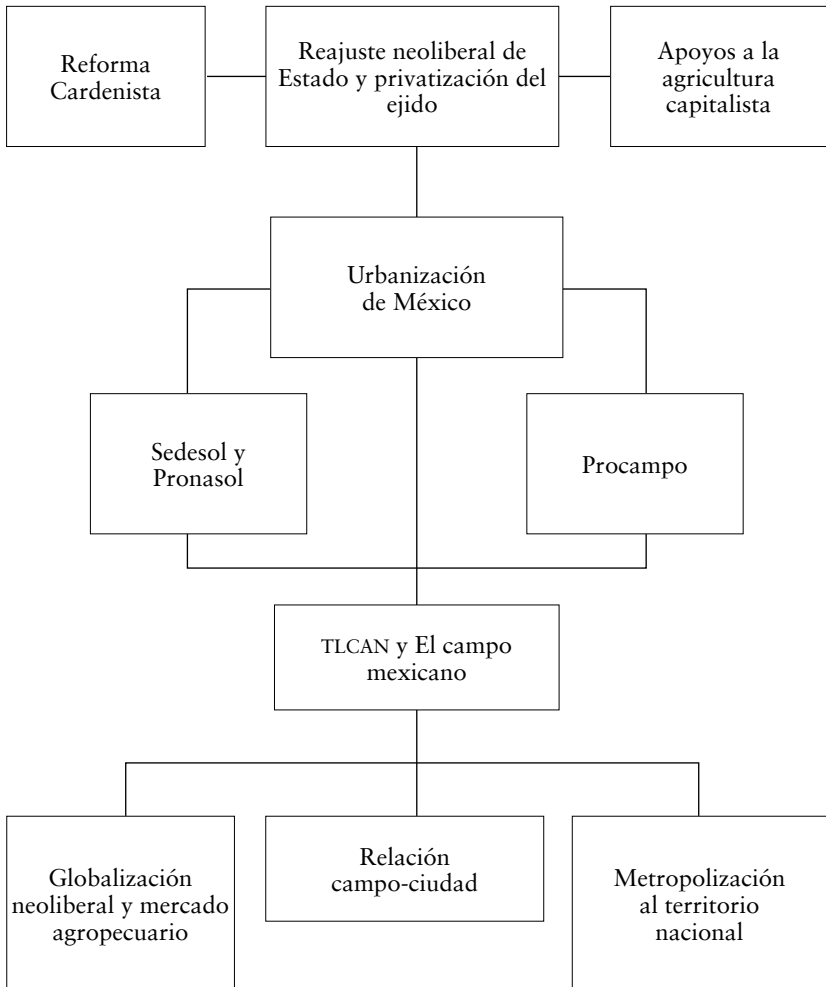 Reforma
Cardenista
Reajuste neoliberal de
Estado y privatización del
ejido
Apoyos a la
agricultura
capitalista
Urbanización
de México
Sedesol y
Pronasol
Procampo
TLCAN y El campo
mexicano
Globalización
neoliberal y mercado
agropecuario
Relación
campo-ciudad
Metropolización
al territorio
nacional